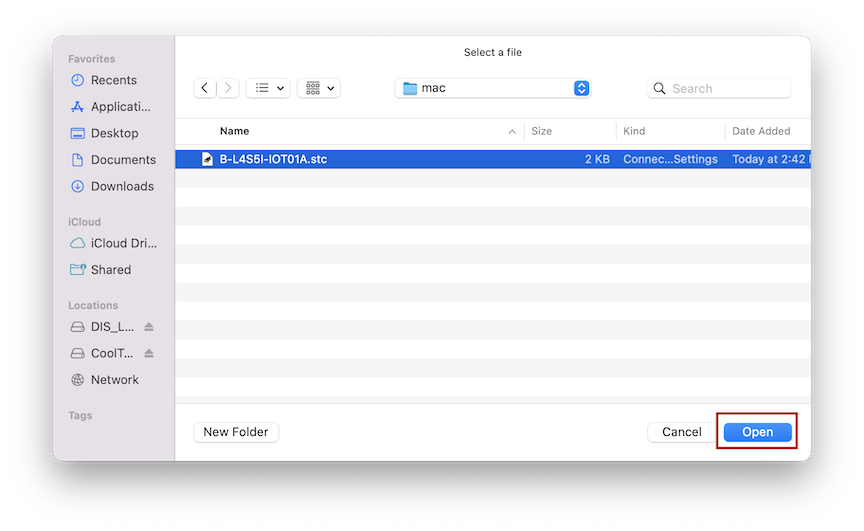 Select a file
Favorites
Recents
Applicati...
Desktop
Documents
Downloads
iCloud
iCloud Dri...
Shared
Locations
DIS_L...
CoolT...
Network
Tags
mac
Search
Name Size Kind Date Added
B-L4S5I-IOT01A.stc 2 KB Connec...Settings Today at 2:42
New Folder Cancel Open